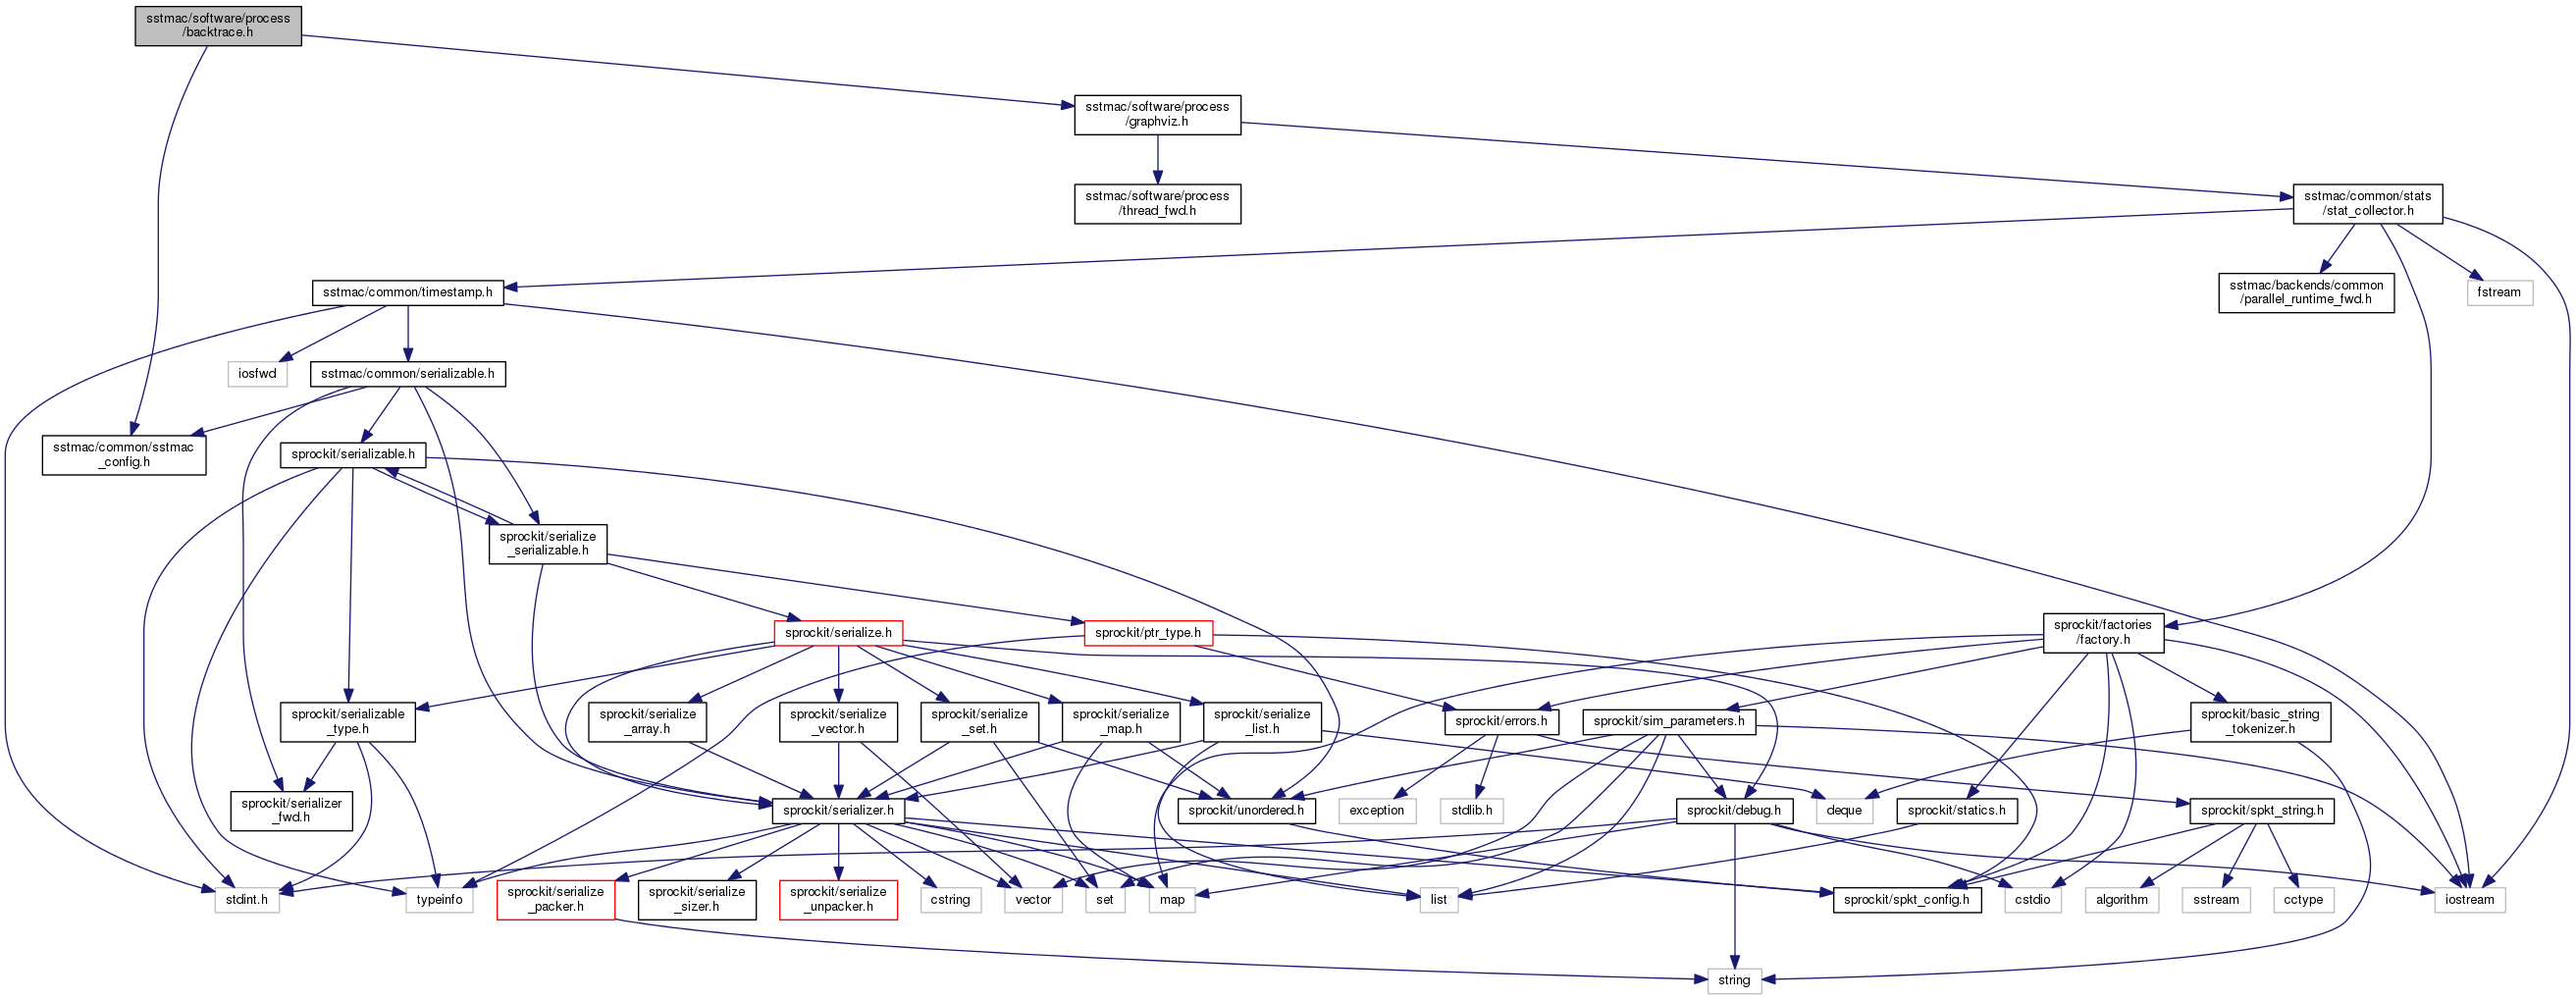 sstmac/software/process
/backtrace.h
sstmac/software/process
/graphviz.h
sstmac/software/process
/thread_fwd.h
sstmac/common/stats
/stat_collector.h
sstmac/common/timestamp.h
sstmac/backends/common
/parallel_runtime_fwd.h
fstream
iosfwd
sstmac/common/serializable.h
sstmac/common/sstmac
_config.h
sprockit/serializable.h
sprockit/serialize
_serializable.h
sprockit/serialize.h
sprockit/ptr_type.h
sprockit/factories
/factory.h
sprockit/serializable
_type.h
sprockit/serialize
_array.h
sprockit/serialize
_vector.h
sprockit/serialize
_set.h
sprockit/serialize
_map.h
sprockit/serialize
_list.h
sprockit/errors.h
sprockit/sim_parameters.h
sprockit/basic_string
_tokenizer.h
sprockit/serializer
_fwd.h
sprockit/serializer.h
sprockit/unordered.h
exception
stdlib.h
sprockit/debug.h
deque
sprockit/statics.h
sprockit/spkt_string.h
stdint.h
typeinfo
sprockit/serialize
_packer.h
sprockit/serialize
_sizer.h
sprockit/serialize
_unpacker.h
cstring
vector
set
map
list
sprockit/spkt_config.h
cstdio
algorithm
sstream
cctype
iostream
string